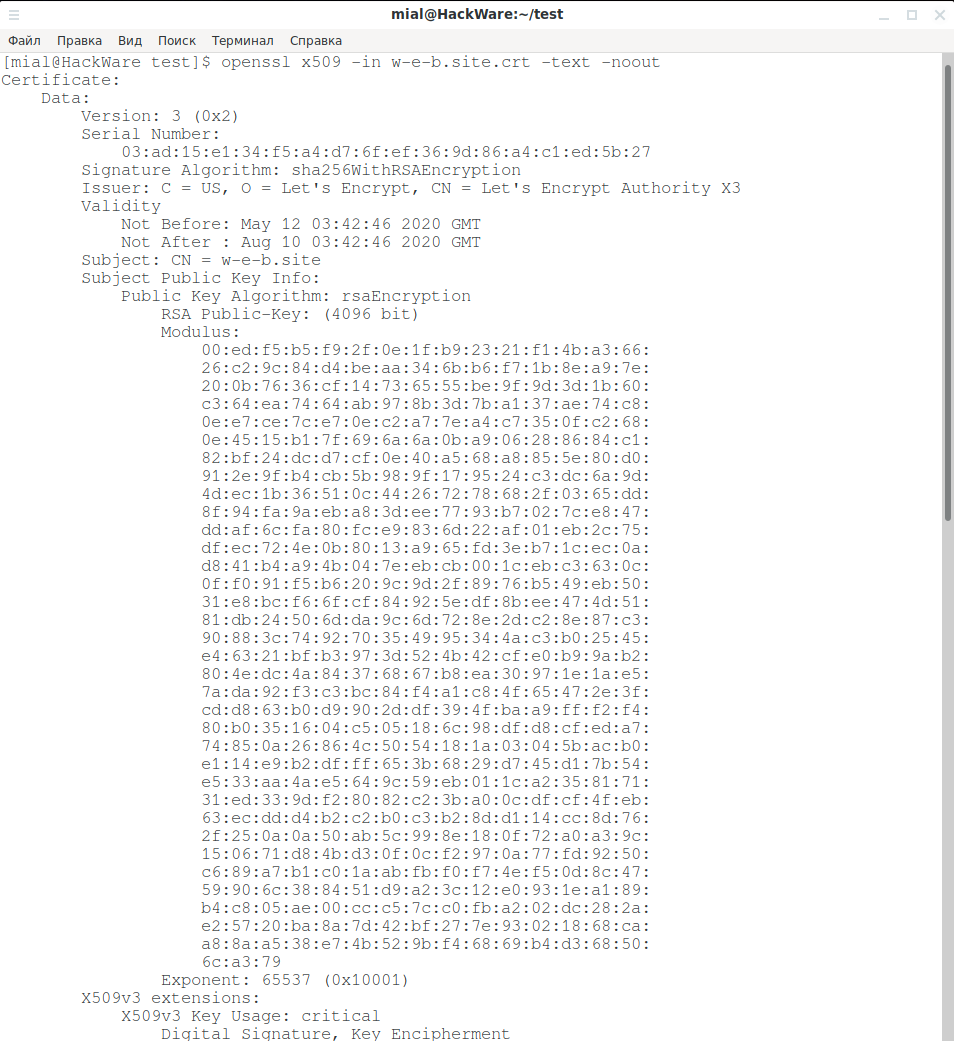 mial@HackWare:~/test
Файл Правка Вид Поиск Терминал Справка
[mial@HackWare test]$ openssl x509 -in w-e-b.site.crt -text -noout
Certificate:
    Data:
        Version: 3 (0x2)
        Serial Number:
            03:ad:15:e1:34:f5:a4:d7:6f:ef:36:9d:86:a4:c1:ed:5b:27
        Signature Algorithm: sha256WithRSAEncryption
        Issuer: C = US, O = Let's Encrypt, CN = Let's Encrypt Authority X3
        Validity
            Not Before: May 12 03:42:46 2020 GMT
            Not After : Aug 10 03:42:46 2020 GMT
        Subject: CN = w-e-b.site
        Subject Public Key Info:
            Public Key Algorithm: rsaEncryption
                RSA Public-Key: (4096 bit)
                Modulus:
                    00:ed:f5:b5:f9:2f:0e:1f:b9:23:21:f1:4b:a3:66:
                    26:c2:9c:84:d4:be:aa:34:6b:b6:f7:1b:8e:a9:7e:
                    20:0b:76:36:cf:14:73:65:55:be:9f:9d:3d:1b:60:
                    c3:64:ea:74:64:ab:97:8b:3d:7b:a1:37:ae:74:c8:
                    0e:e7:ce:7c:e7:0e:c2:a7:7e:a4:c7:35:0f:c2:68:
                    0e:45:15:b1:7f:69:6a:6a:0b:a9:06:28:86:84:c1:
                    82:bf:24:dc:d7:cf:0e:40:a5:68:a8:85:5e:80:d0:
                    91:2e:9f:b4:cb:5b:98:9f:17:95:24:c3:dc:6a:9d:
                    4d:ec:1b:36:51:0c:44:26:72:78:68:2f:03:65:dd:
                    8f:94:fa:9a:eb:a8:3d:ee:77:93:b7:02:7c:e8:47:
                    dd:af:6c:fa:80:fc:e9:83:6d:22:af:01:eb:2c:75:
                    df:ec:72:4e:0b:80:13:a9:65:fd:3e:b7:1c:ec:0a:
                    d8:41:b4:a9:4b:04:7e:eb:cb:00:1c:eb:c3:63:0c:
                    0f:f0:91:f5:b6:20:9c:9d:2f:89:76:b5:49:eb:50:
                    31:e8:bc:f6:6f:cf:84:92:5e:df:8b:ee:47:4d:51:
                    81:db:24:50:6d:da:9c:6d:72:8e:2d:c2:8e:87:c3:
                    90:88:3c:74:92:70:35:49:95:34:4a:c3:b0:25:45:
                    e4:63:21:bf:b3:97:3d:52:4b:42:cf:e0:b9:9a:b2:
                    80:4e:dc:4a:84:37:68:67:b8:ea:30:97:1e:1a:e5:
                    7a:da:92:f3:c3:bc:84:f4:a1:c8:4f:65:47:2e:3f:
                    cd:d8:63:b0:d9:90:2d:df:39:4f:ba:a9:ff:f2:f4:
                    80:b0:35:16:04:c5:05:18:6c:98:df:d8:cf:ed:a7:
                    74:85:0a:26:86:4c:50:54:18:1a:03:04:5b:ac:b0:
                    e1:14:e9:b2:df:ff:65:3b:68:29:d7:45:d1:7b:54:
                    e5:33:aa:4a:e5:64:9c:59:eb:01:1c:a2:35:81:71:
                    31:ed:33:9d:f2:80:82:c2:3b:a0:0c:df:cf:4f:eb:
                    63:ec:dd:d4:b2:c2:b0:c3:b2:8d:d1:14:cc:8d:76:
                    2f:25:0a:0a:50:ab:5c:99:8e:18:0f:72:a0:a3:9c:
                    15:06:71:d8:4b:d3:0f:0c:f2:97:0a:77:fd:92:50:
                    c6:89:a7:b1:c0:1a:ab:fb:f0:f7:4e:f5:0d:8c:47:
                    59:90:6c:38:84:51:d9:a2:3c:12:e0:93:1e:a1:89:
                    b4:c8:05:ae:00:cc:c5:7c:c0:fb:a2:02:dc:28:2a:
                    e2:57:20:ba:8a:7d:42:bf:27:7e:93:02:18:68:ca:
                    a8:8a:a5:38:e7:4b:52:9b:f4:68:69:b4:d3:68:50:
                    6c:a3:79
                Exponent: 65537 (0x10001)
        X509v3 extensions:
            X509v3 Key Usage: critical
                Digital Signature, Key Encipherment